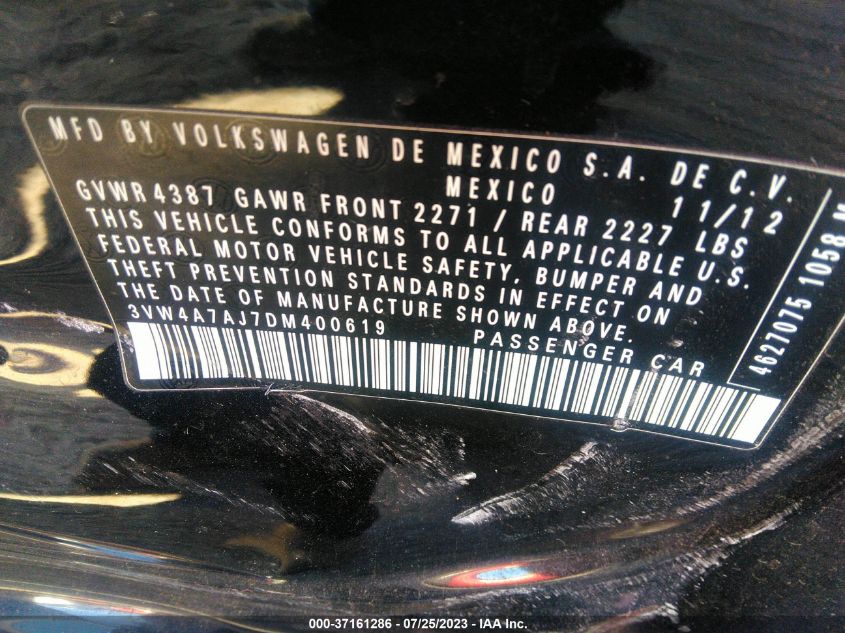 MFD BY VOLKSWAGEN DE MEXICO S.A. DE C.V.
MEXICO 11/12
GVWR 4387 GAWR FRONT 2271 / REAR 2227 LBS
THIS VEHICLE CONFORMS TO ALL APPLICABLE U.S.
FEDERAL MOTOR VEHICLE SAFETY, BUMPER AND
THEFT PREVENTION STANDARDS IN EFFECT ON
THE DATE OF MANUFACTURE SHOWN ABOVE.
3VW4A7AJ7DM400619 PASSENGER CAR
4627075 1058 M
000-37161286 - 07/25/2023 - IAA Inc.